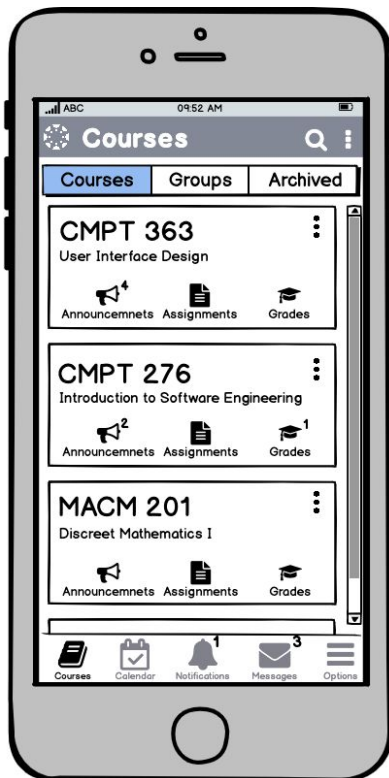 ABC 09:52 AM
Courses
Courses Groups Archived
CMPT 363
User Interface Design
4
Announcemnets Assignments Grades
CMPT 276
Introduction to Software Engineering
2 1
Announcemnets Assignments Grades
MACM 201
Discreet Mathematics I
Announcemnets Assignments Grades
1 3
Courses Calendar Notifications Messages Options